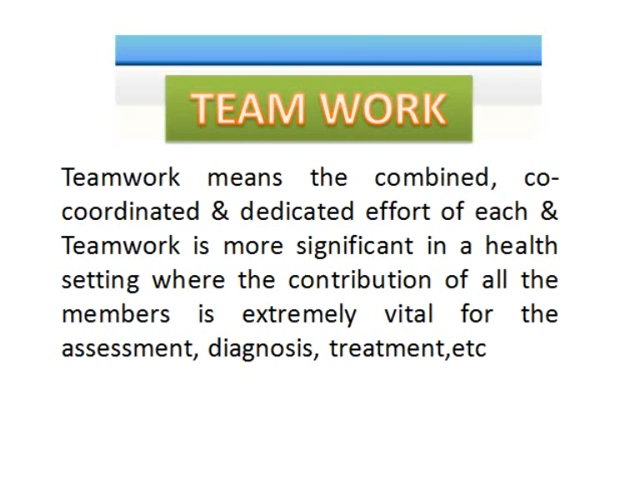 TEAM WORK
Teamwork means the combined, co-
coordinated & dedicated effort of each &
Teamwork is more significant in a health
setting where the contribution of all the
members is extremely vital for the
assessment, diagnosis, treatment,etc